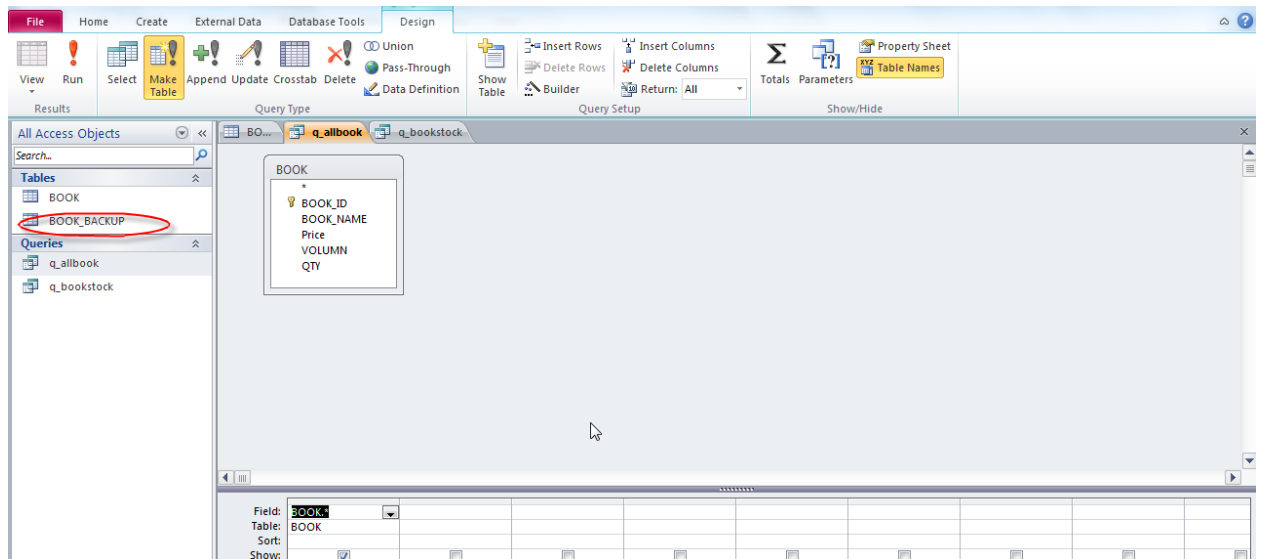 File Home Create External Data Database Tools Design
View Run Select Make Table Append Update Crosstab Delete
Union
Pass-Through
Data Definition
Show Table
Insert Rows
Delete Rows
Builder
Insert Columns
Delete Columns
Return: All
Totals Parameters
Property Sheet
XYZ Table Names
Results Query Type Query Setup Show/Hide
All Access Objects
Search...
Tables
BOOK
BOOK_BACKUP
Queries
q_allbook
q_bookstock
BO... q_allbook q_bookstock
BOOK
*
BOOK_ID
BOOK_NAME
Price
VOLUMN
QTY
Field: BOOK.*
Table: BOOK
Sort:
Show: